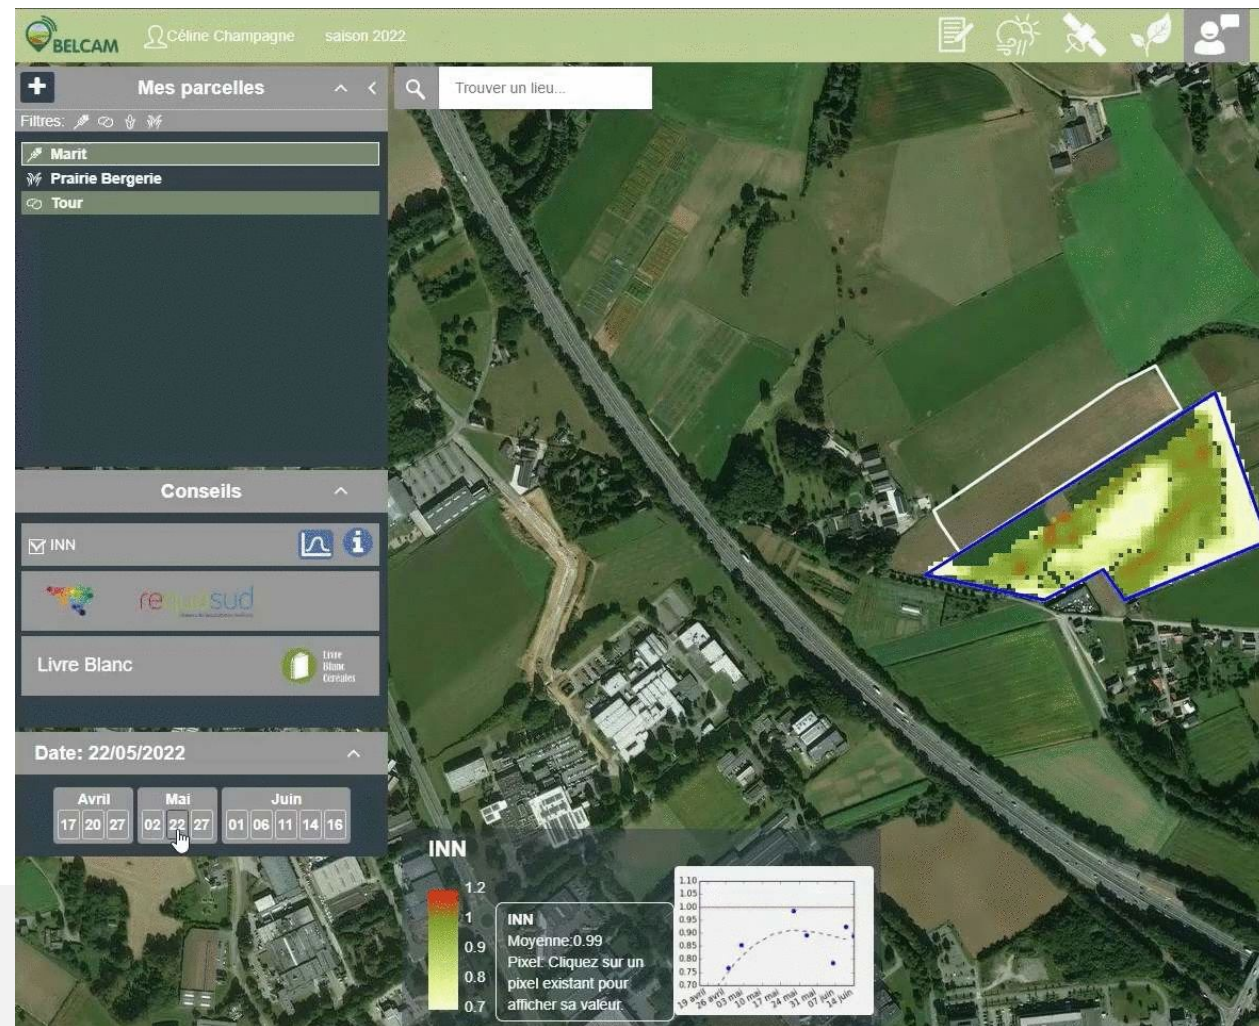 BELCAM
Céline Champagne
saison 2022
Mes parcelles
Trouver un lieu...
Filtres:
Marit
Prairie Bergerie
Tour
Conseils
INN
requasud
Livre Blanc
Livre
Blanc
Céréales
Date: 22/05/2022
Avril
Mai
Juin
17 20 27
02 22 27
01 06 11 14 16
INN
1.2
1
0.9
0.8
0.7
INN
Moyenne:0.99
Pixel: Cliquez sur un
pixel existant pour
afficher sa valeur.
1.10
1.05
1.00
0.95
0.90
0.85
0.80
0.75
0.70
19 avril
26 avril
03 mai
10 mai
17 mai
24 mai
31 mai
07 juin
14 juin